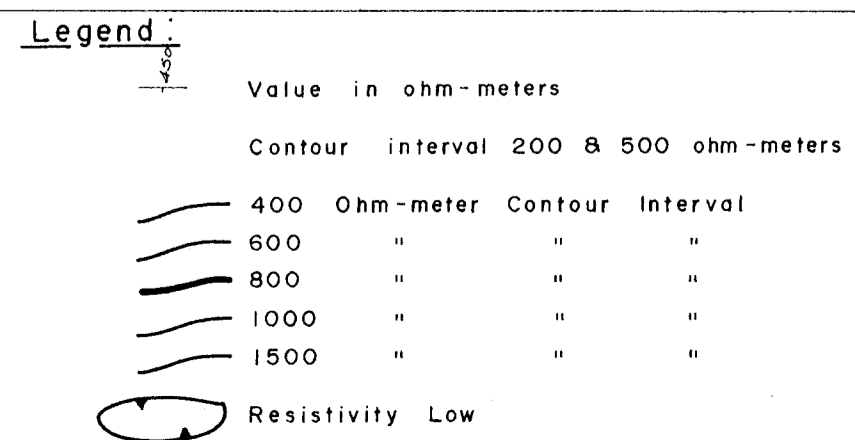 Legend:
450
Value in ohm-meters
Contour interval 200 & 500 ohm-meters
400 Ohm-meter Contour Interval
600 " " "
800 " " "
1000 " " "
1500 " " "
Resistivity Low